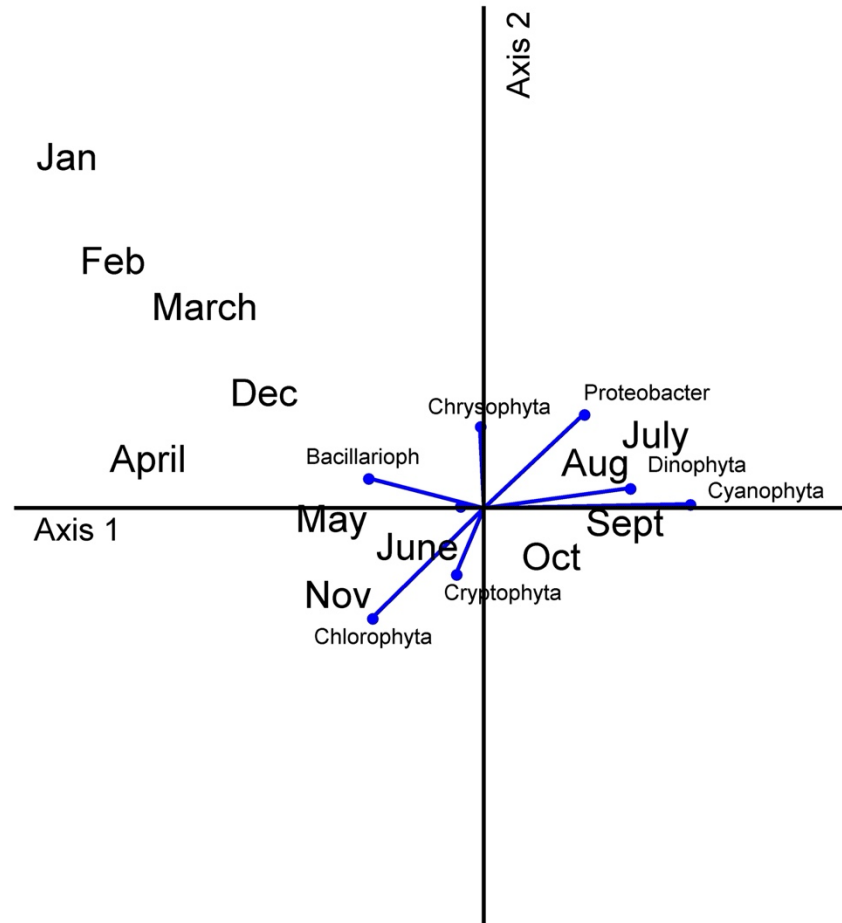 Axis 2
Jan
Feb
March
Dec
Proteobacter
Chrysophyta
July
April
Bacillarioph
Aug
Dinophyta
Cyanophyta
Axis 1
May
Sept
June
Oct
Nov
Cryptophyta
Chlorophyta